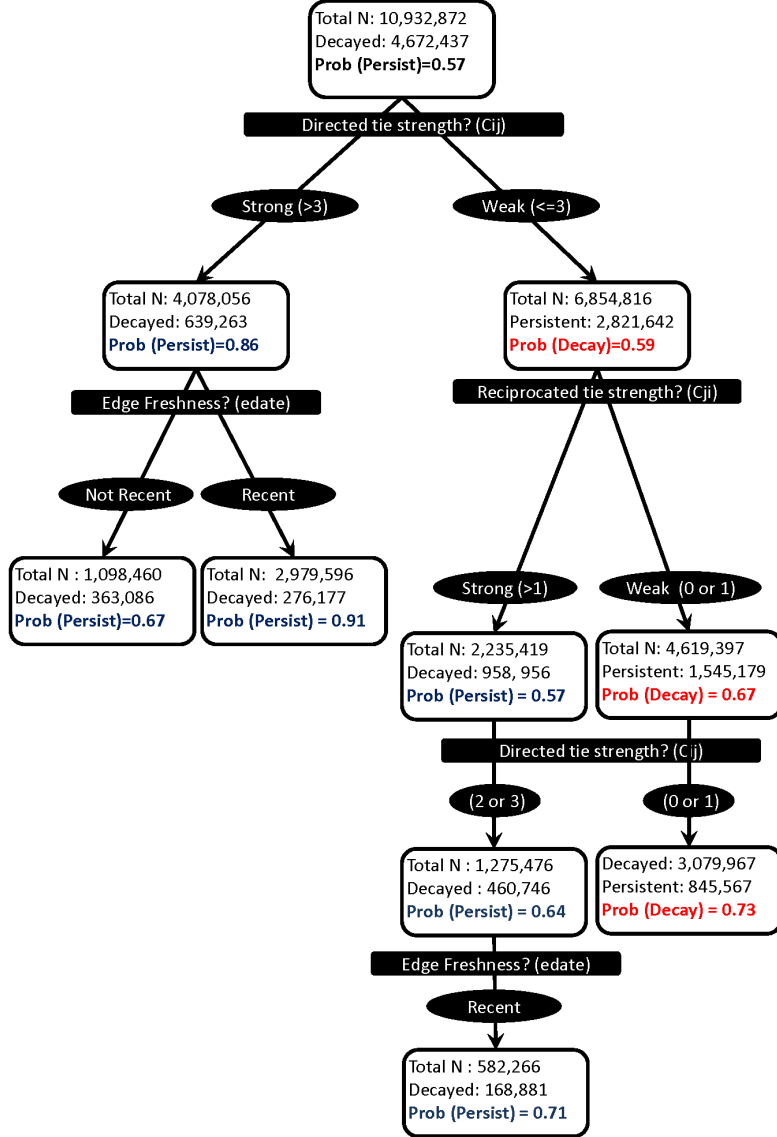 Total N: 10,932,872
Decayed: 4,672,437
Prob (Persist)=0.57
Directed tie strength? (Cij)
Strong (>3)
Weak (<=3)
Total N: 4,078,056
Decayed: 639,263
Prob (Persist)=0.86
Total N: 6,854,816
Persistent: 2,821,642
Prob (Decay)=0.59
Edge Freshness? (edate)
Reciprocated tie strength? (Cji)
Not Recent
Recent
Total N : 1,098,460
Decayed: 363,086
Prob (Persist)=0.67
Total N: 2,979,596
Decayed: 276,177
Prob (Persist) = 0.91
Strong (>1)
Weak (0 or 1)
Total N: 2,235,419
Decayed: 958, 956
Prob (Persist) = 0.57
Total N: 4,619,397
Persistent: 1,545,179
Prob (Decay) = 0.67
Directed tie strength? (Cij)
(2 or 3)
(0 or 1)
Total N : 1,275,476
Decayed : 460,746
Prob (Persist) = 0.64
Decayed: 3,079,967
Persistent: 845,567
Prob (Decay) = 0.73
Edge Freshness? (edate)
Recent
Total N : 582,266
Decayed: 168,881
Prob (Persist) = 0.71